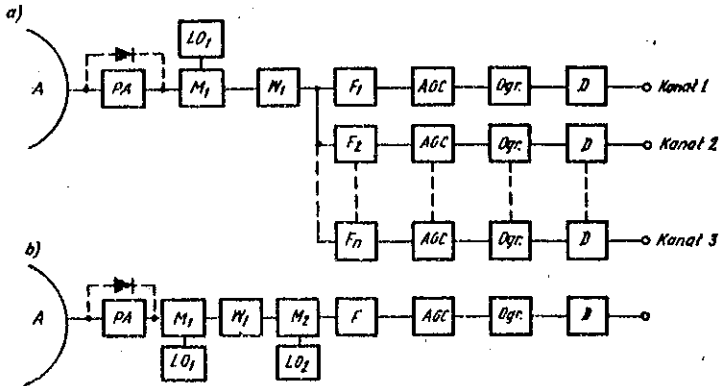 a)
LO₁
A PA M₁ W₁ F₁ AGC Ogr. D Kanał 1
F₂ AGC Ogr. D Kanał 2
Fn AGC Ogr. D Kanał 3
b)
A PA M₁ W₁ M₂ F AGC Ogr. D
LO₁ LO₂